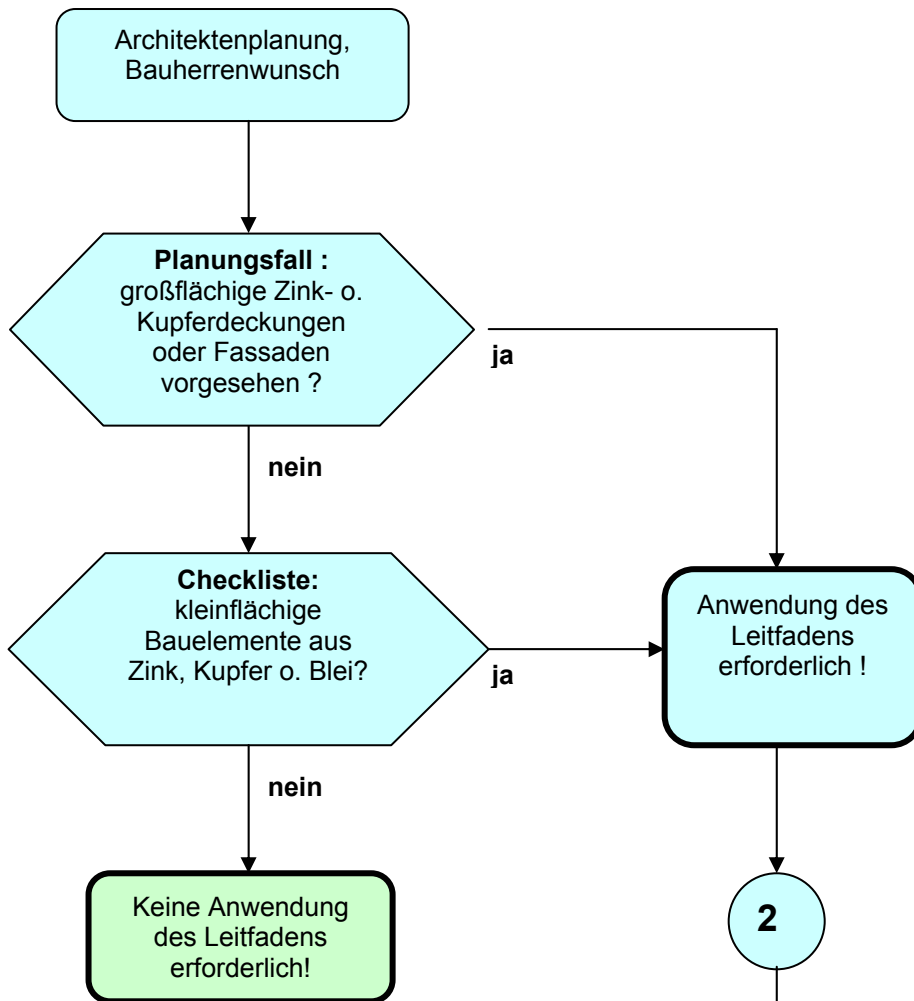 Architektenplanung,
Bauherrenwunsch
Planungsfall :
großflächige Zink- o.
Kupferdeckungen
oder Fassaden
vorgesehen ?
ja
nein
Checkliste:
kleinflächige
Bauelemente aus
Zink, Kupfer o. Blei?
ja
Anwendung des
Leitfadens
erforderlich !
nein
Keine Anwendung
des Leitfadens
erforderlich!
2